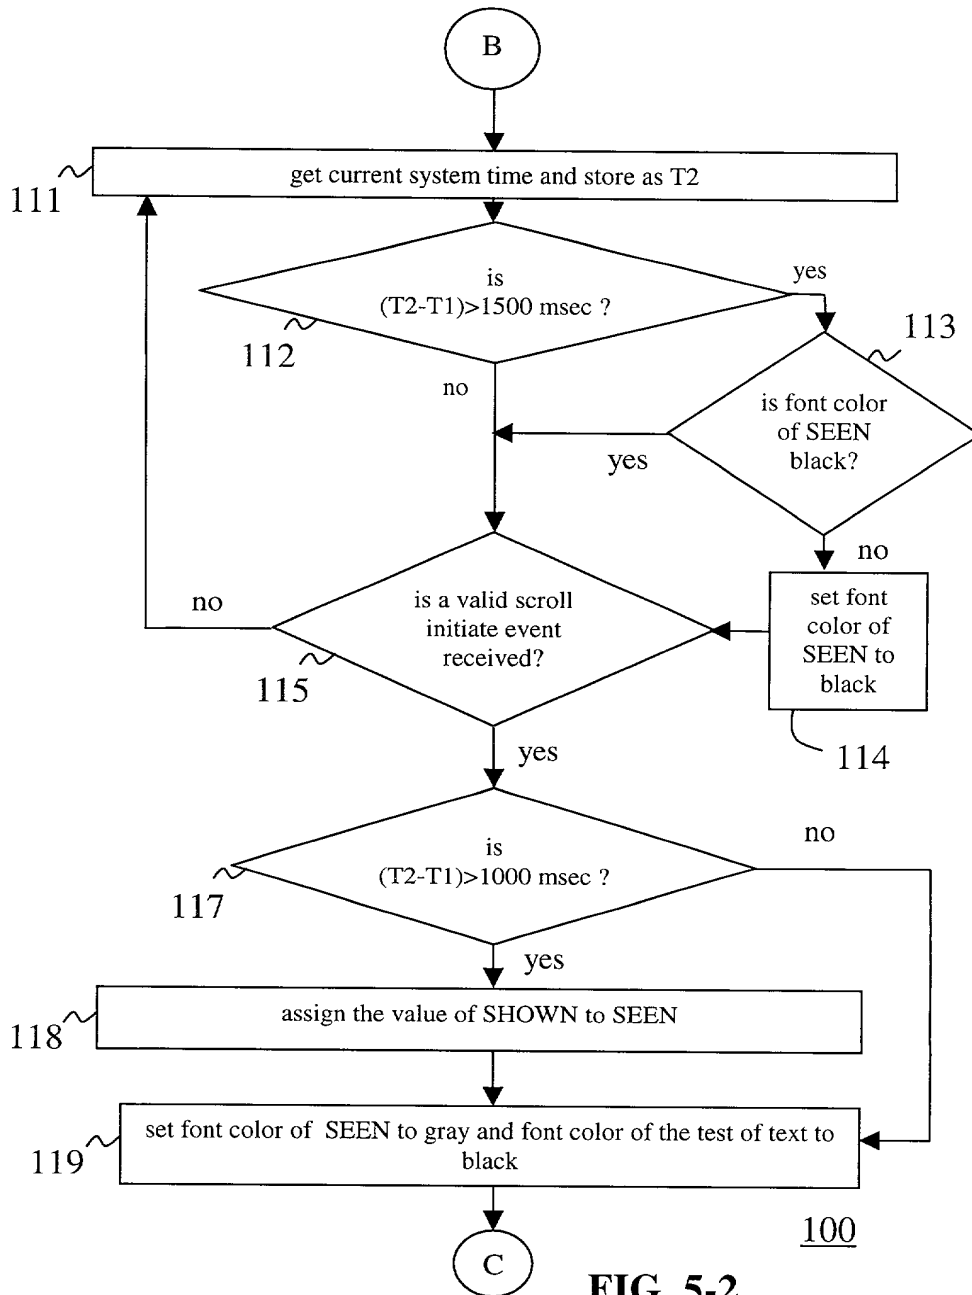 B
get current system time and store as T2
111
is
(T2-T1)>1500 msec ?
yes
112
113
no
is font color
of SEEN
black?
yes
no
no
is a valid scroll
initiate event
received?
set font
color of
SEEN to
black
115
yes
114
is
(T2-T1)>1000 msec ?
no
117
yes
assign the value of SHOWN to SEEN
118
set font color of SEEN to gray and font color of the test of text to
black
119
100
C
FIG. 5-2